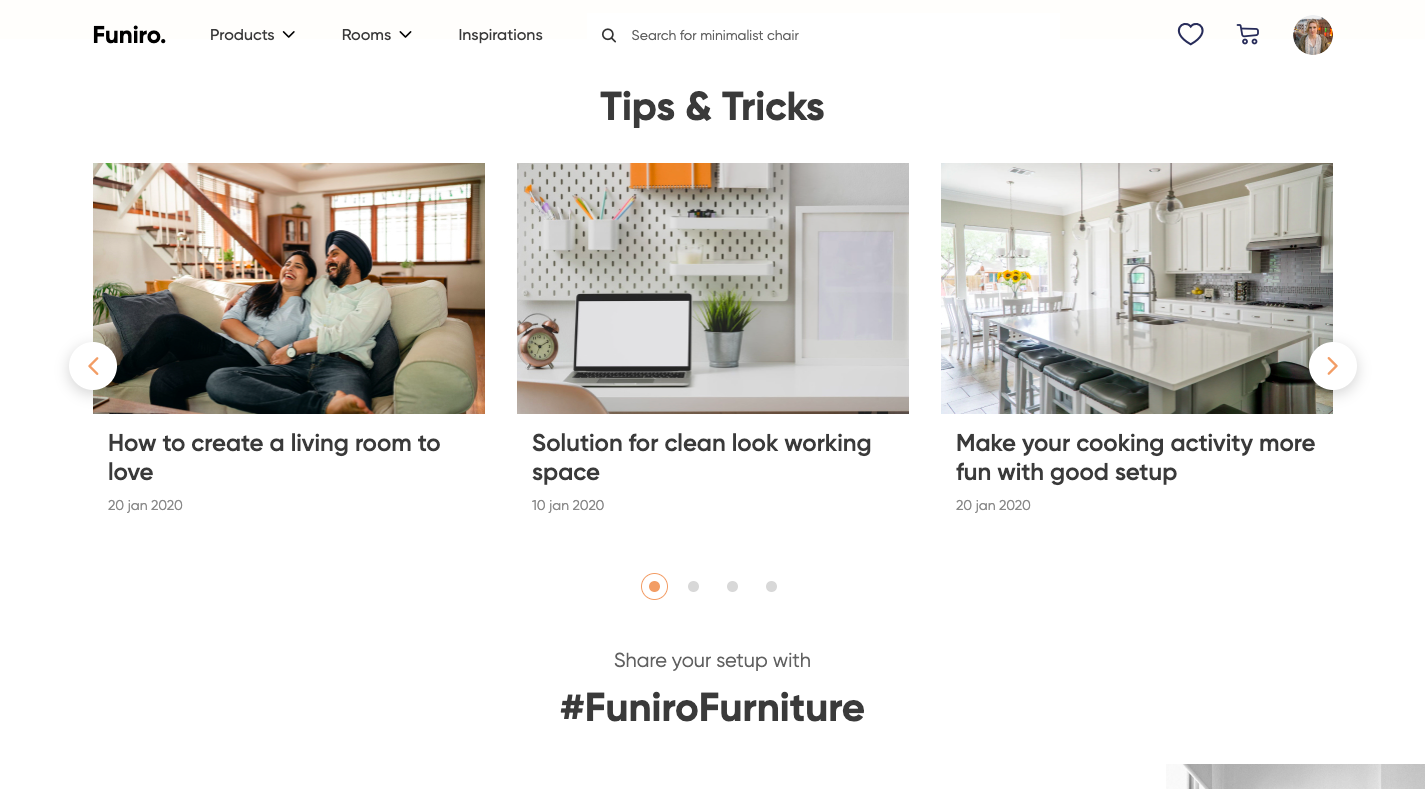 Funiro.
Products
Rooms
Inspirations
Search for minimalist chair
Tips & Tricks
How to create a living room to
love
20 jan 2020
Solution for clean look working
space
10 jan 2020
Make your cooking activity more
fun with good setup
20 jan 2020
Share your setup with
#FuniroFurniture